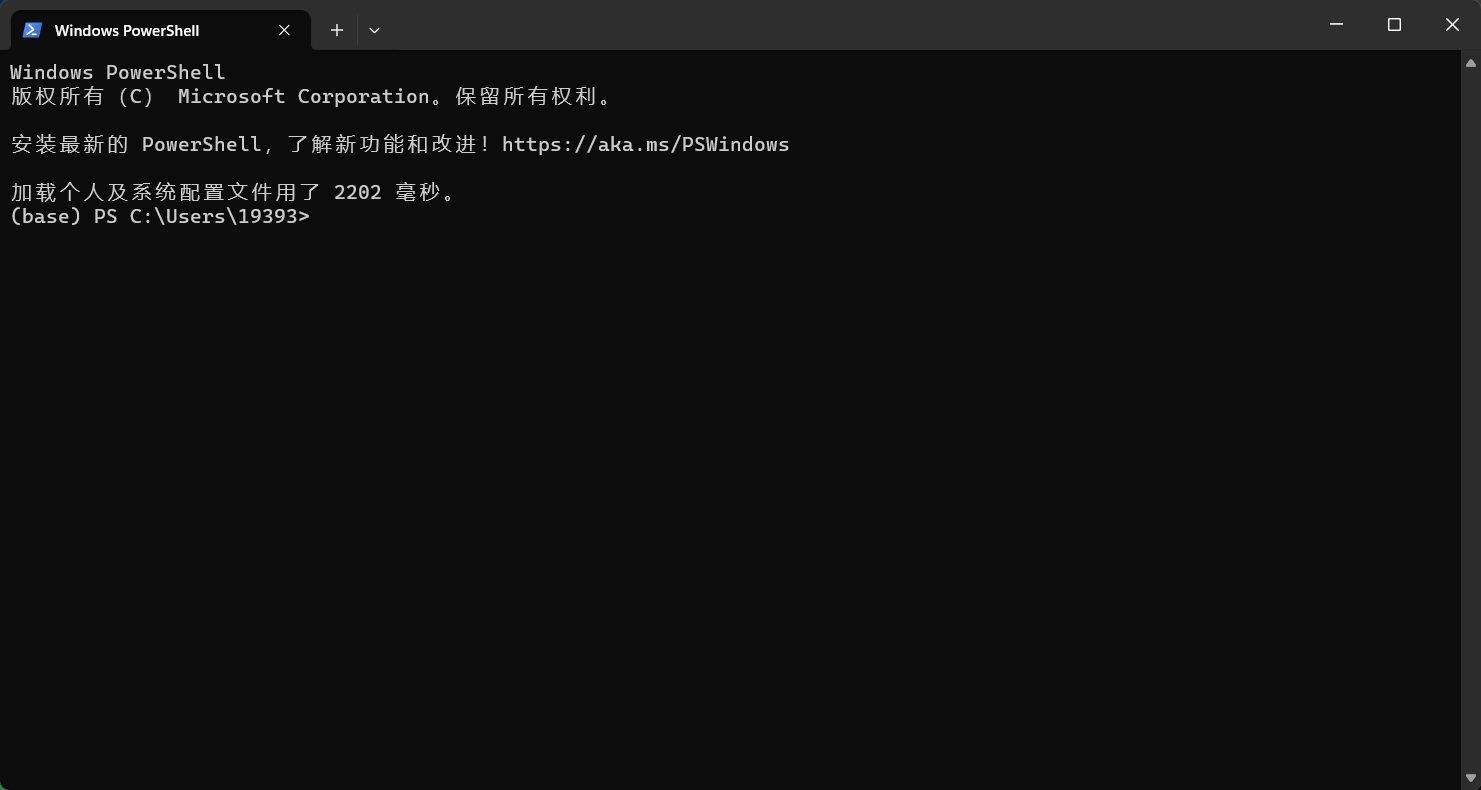 Windows PowerShell
Windows PowerShell
版权所有（C） Microsoft Corporation。保留所有权利。
安装最新的 PowerShell，了解新功能和改进！https://aka.ms/PSWindows
加载个人及系统配置文件用了 2202 毫秒。
(base) PS C:\Users\19393>